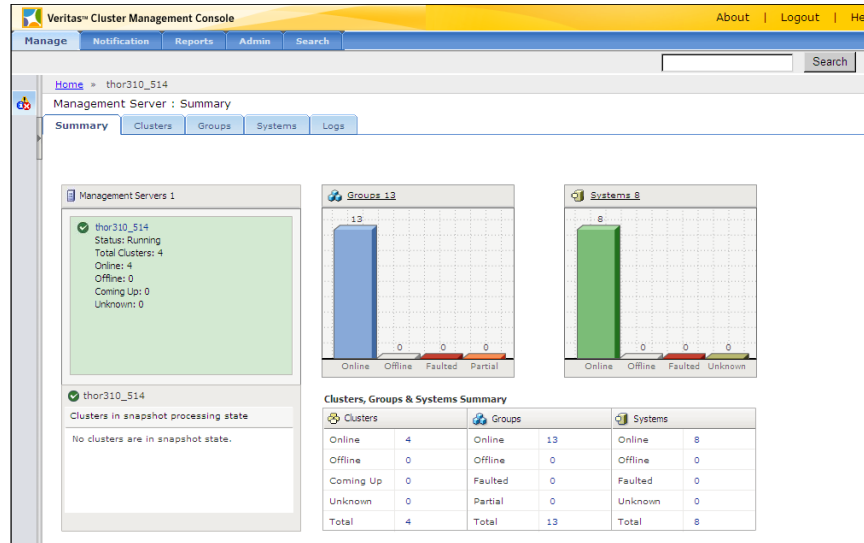 Veritas™ Cluster Management Console
About | Logout | He
Manage Notification Reports Admin Search
Search
Home » thor310_514
Management Server : Summary
Summary Clusters Groups Systems Logs
Management Servers 1
thor310_514
Status: Running
Total Clusters: 4
Online: 4
Offline: 0
Coming Up: 0
Unknown: 0
thor310_514
Clusters in snapshot processing state
No clusters are in snapshot state.
Groups 13
13 0 0 0
Online Offline Faulted Partial
Systems 8
8 0 0 0
Online Offline Faulted Unknown
Clusters, Groups & Systems Summary
Clusters Groups Systems
Online 4 Online 13 Online 8
Offline 0 Offline 0 Offline 0
Coming Up 0 Faulted 0 Faulted 0
Unknown 0 Partial 0 Unknown 0
Total 4 Total 13 Total 8